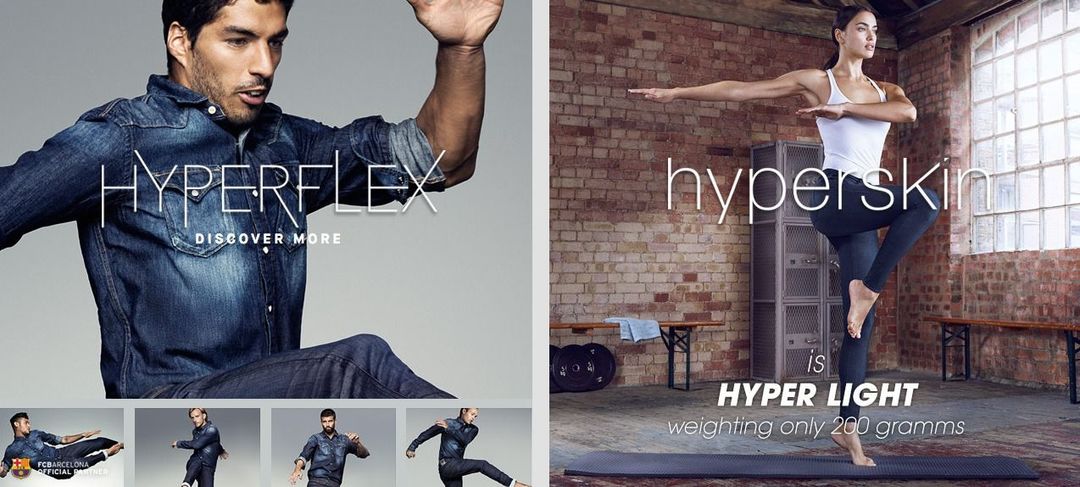 HYPERFLEX
DISCOVER MORE
FCBARCELONA
OFFICIAL PARTNER
hyperskin
is
HYPER LIGHT
weighting only 200 gramms